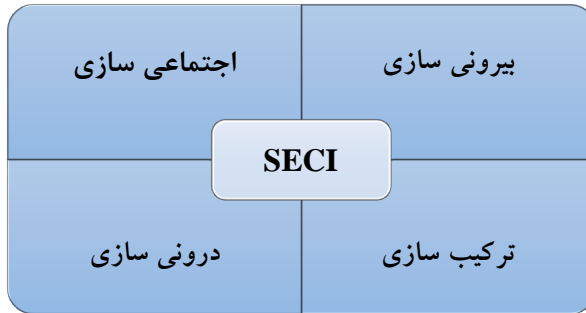 بیرونی سازی
اجتماعی سازی
SECI
ترکیب سازی
درونی سازی